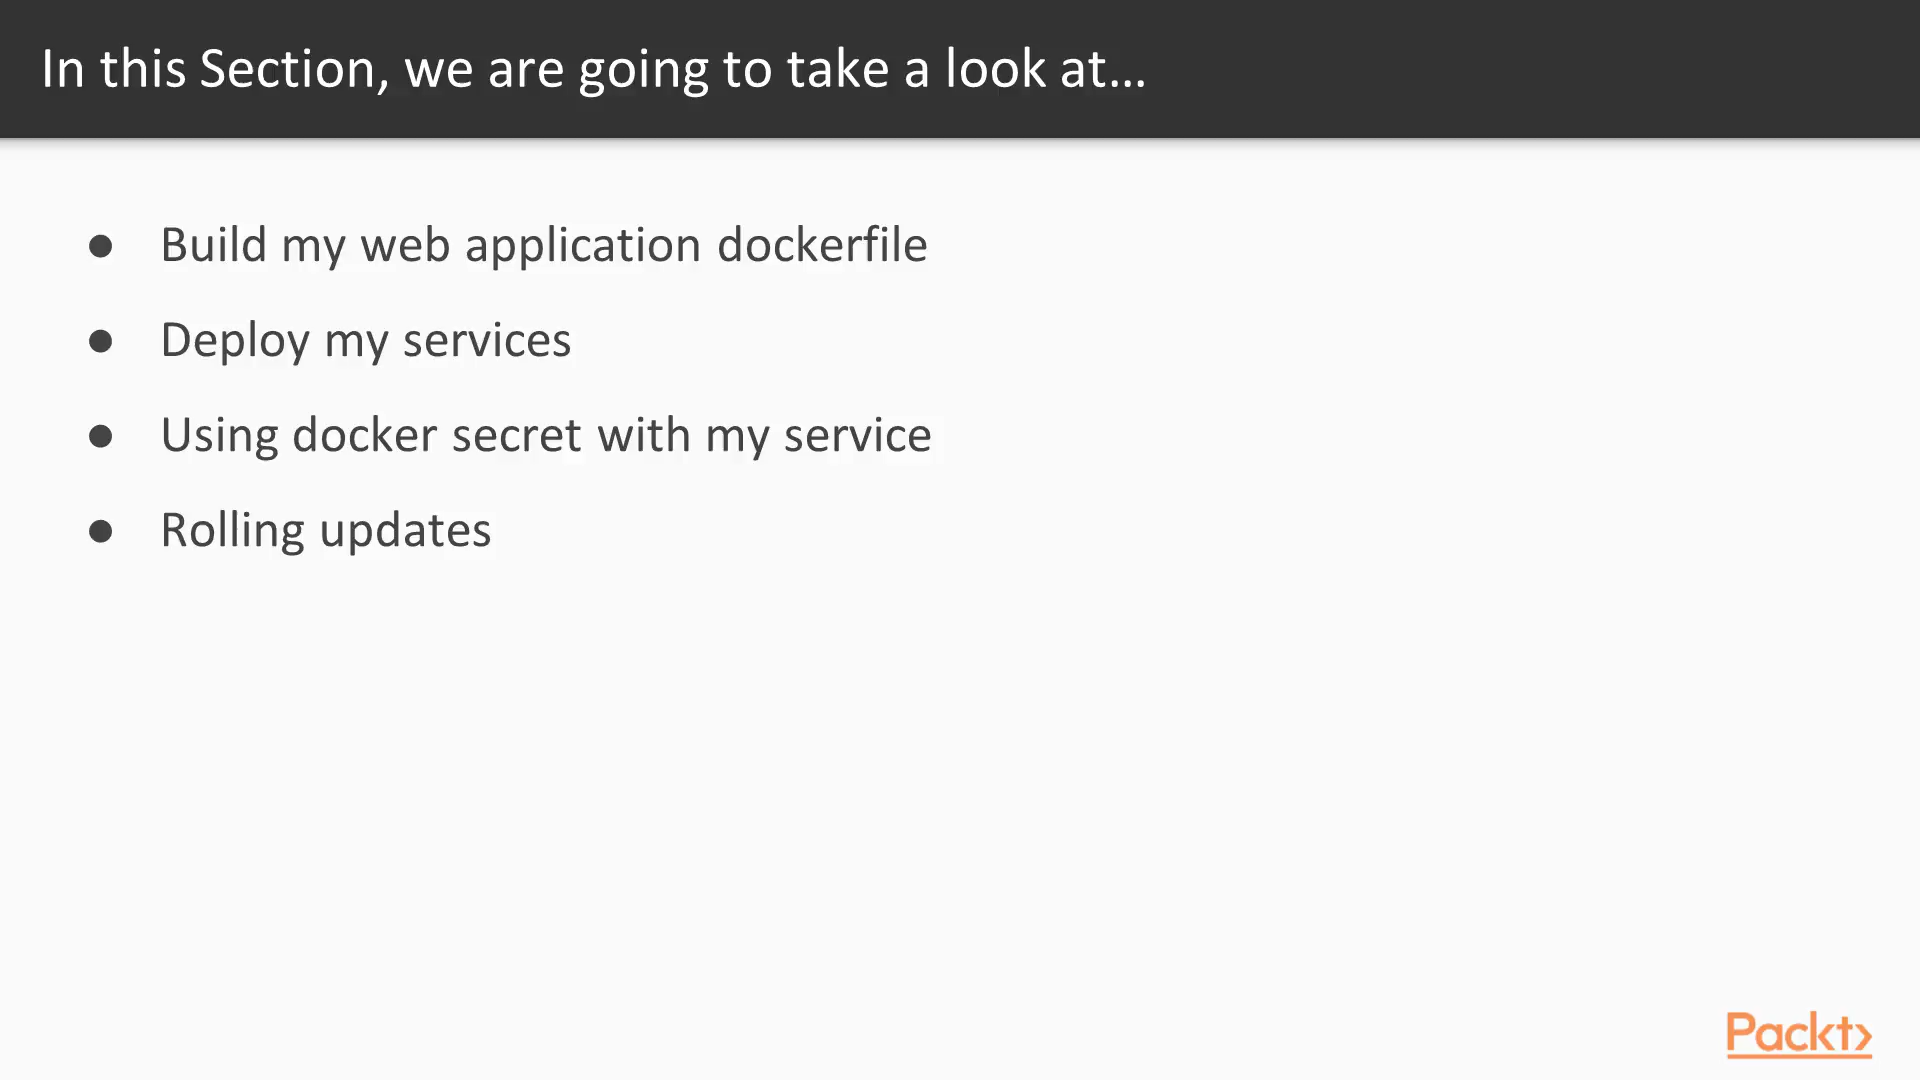 In this Section, we are going to take a look at...
● Build my web application dockerfile
● Deploy my services
● Using docker secret with my service
● Rolling updates
Packt>